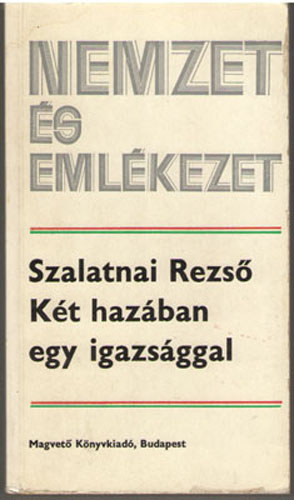 NEMZET
ÉS
EMLÉKEZET
Szalatnai Rezső
Két hazában
egy igazsággal
Magvető Könyvkiadó, Budapest